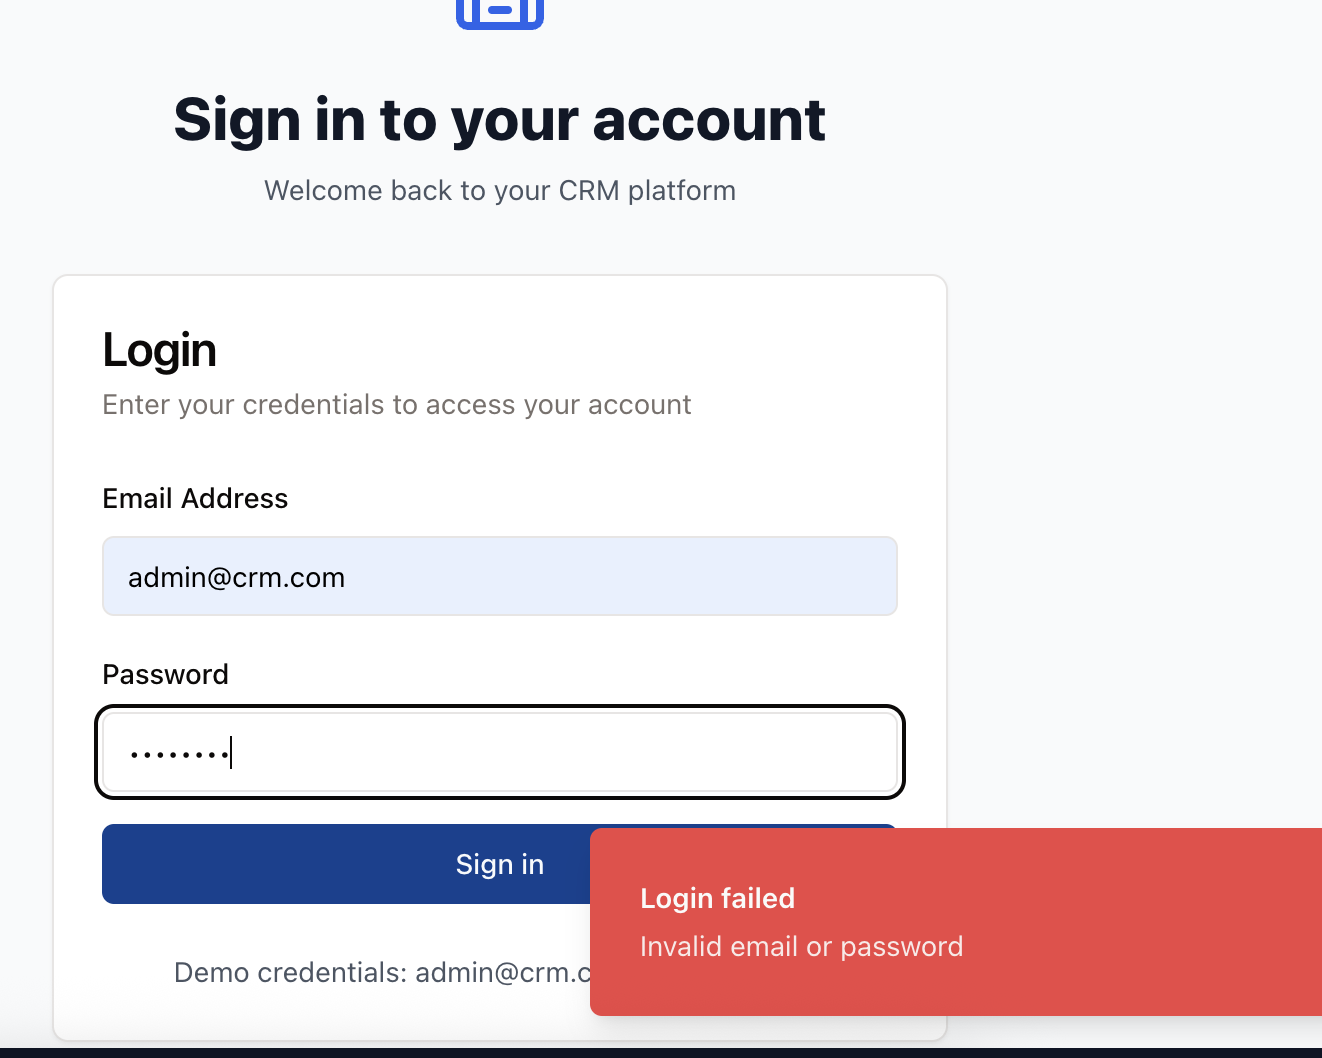 Sign in to your account
Welcome back to your CRM platform
Login
Enter your credentials to access your account
Email Address
admin@crm.com
Password
••••••••
Sign in
Login failed
Invalid email or password
Demo credentials: admin@crm.c